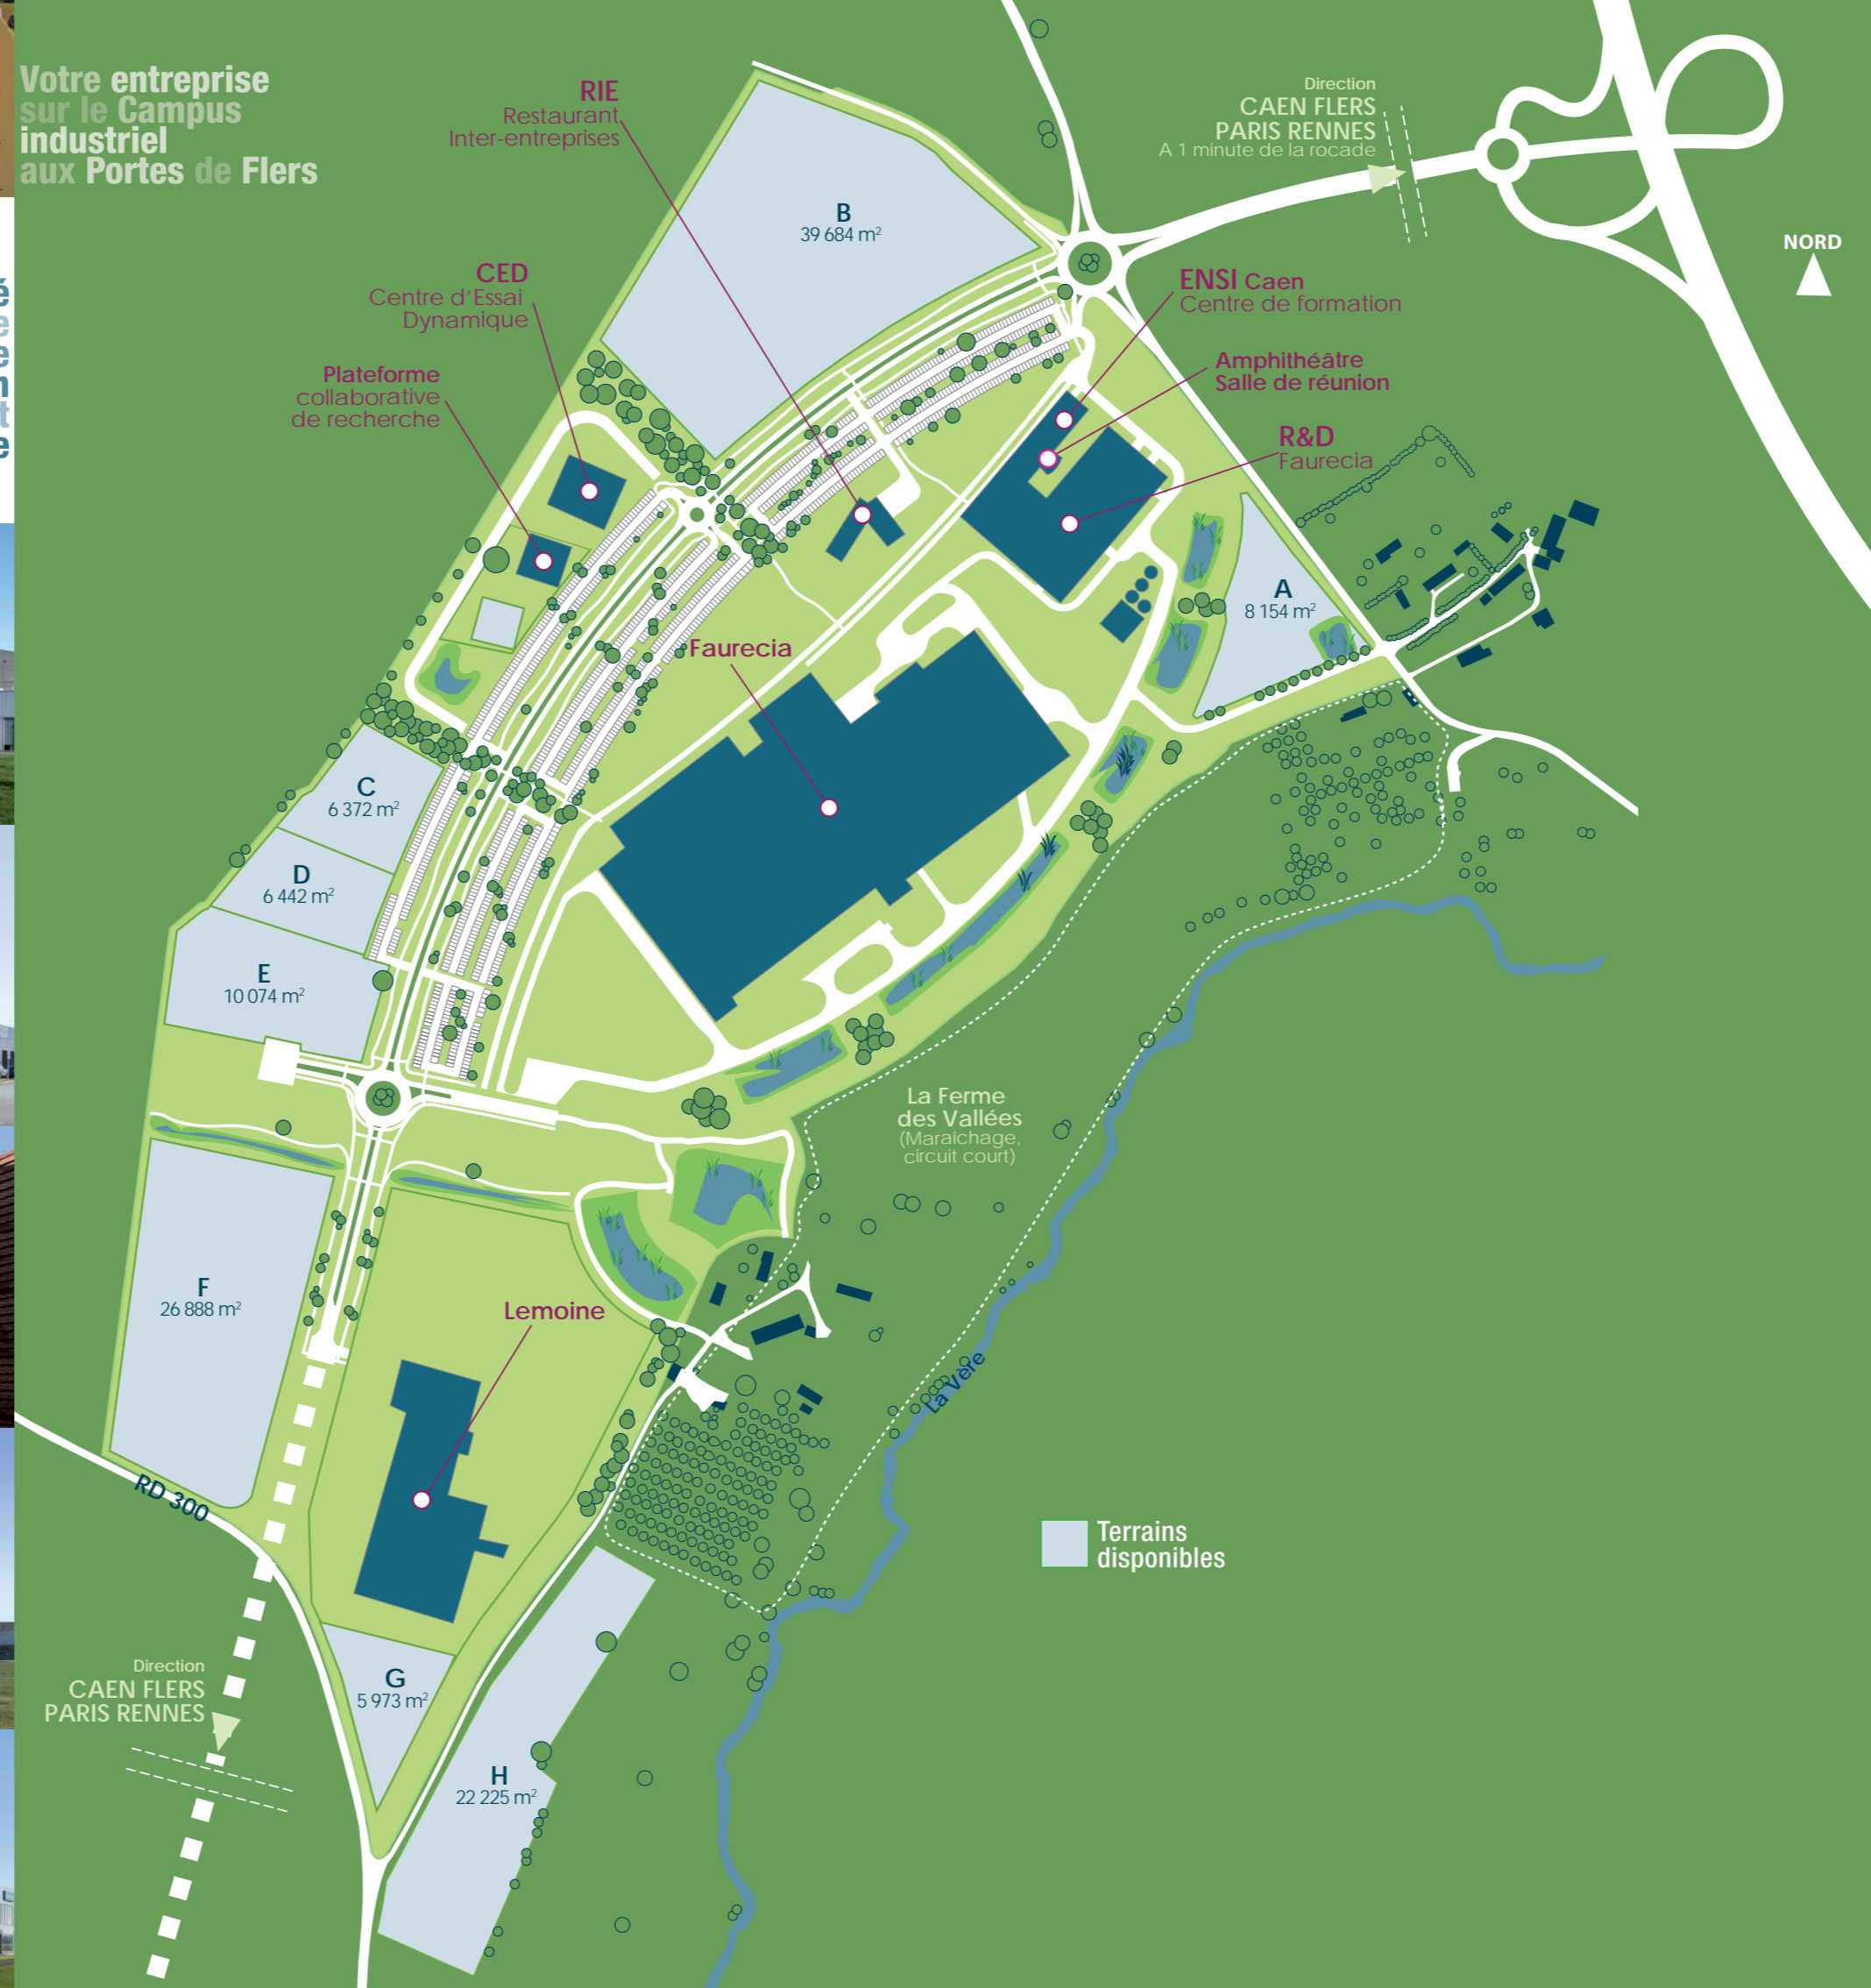 Votre entreprise
sur le Campus
industriel
aux Portes de Flers
RIE
Restaurant
Inter-entreprises
Direction
CAEN FLERS
PARIS RENNES
A 1 minute de la rocade
NORD
B
39 684 m²
CED
Centre d'Essai
Dynamique
ENSI Caen
Centre de formation
Plateforme
collaborative
de recherche
Amphithéâtre
Salle de réunion
R&D
Faurecia
A
8 154 m²
Faurecia
C
6 372 m²
D
6 442 m²
E
10 074 m²
La Ferme
des Vallées
(Maraichage,
circuit court)
F
26 888 m²
Lemoine
La Vère
RD 300
Terrains
disponibles
Direction
CAEN FLERS
PARIS RENNES
G
5 973 m²
H
22 225 m²